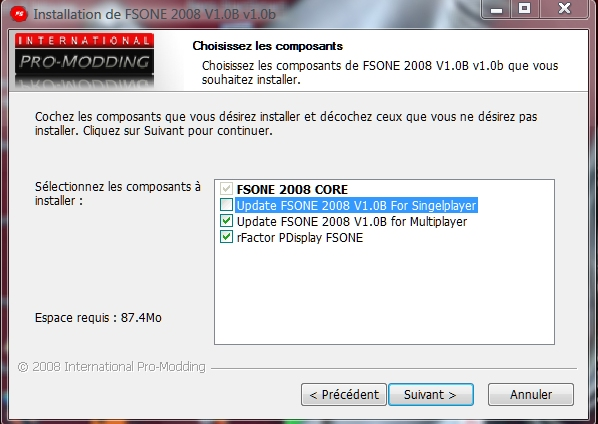 FS
Installation de FSONE 2008 V1.0B v1.0b
INTERNATIONAL
PRO-MODDING
Choisissez les composants
Choisissez les composants de FSONE 2008 V1.0B v1.0b que vous
souhaitez installer.
Cochez les composants que vous désirez installer et décochez ceux que vous ne désirez pas
installer. Cliquez sur Suivant pour continuer.
Sélectionnez les composants à
installer :
FSONE 2008 CORE
Update FSONE 2008 V1.0B For Singelplayer
Update FSONE 2008 V1.0B for Multiplayer
rFactor PDisplay FSONE
Espace requis : 87.4Mo
© 2008 International Pro-Modding
< Précédent
Suivant >
Annuler